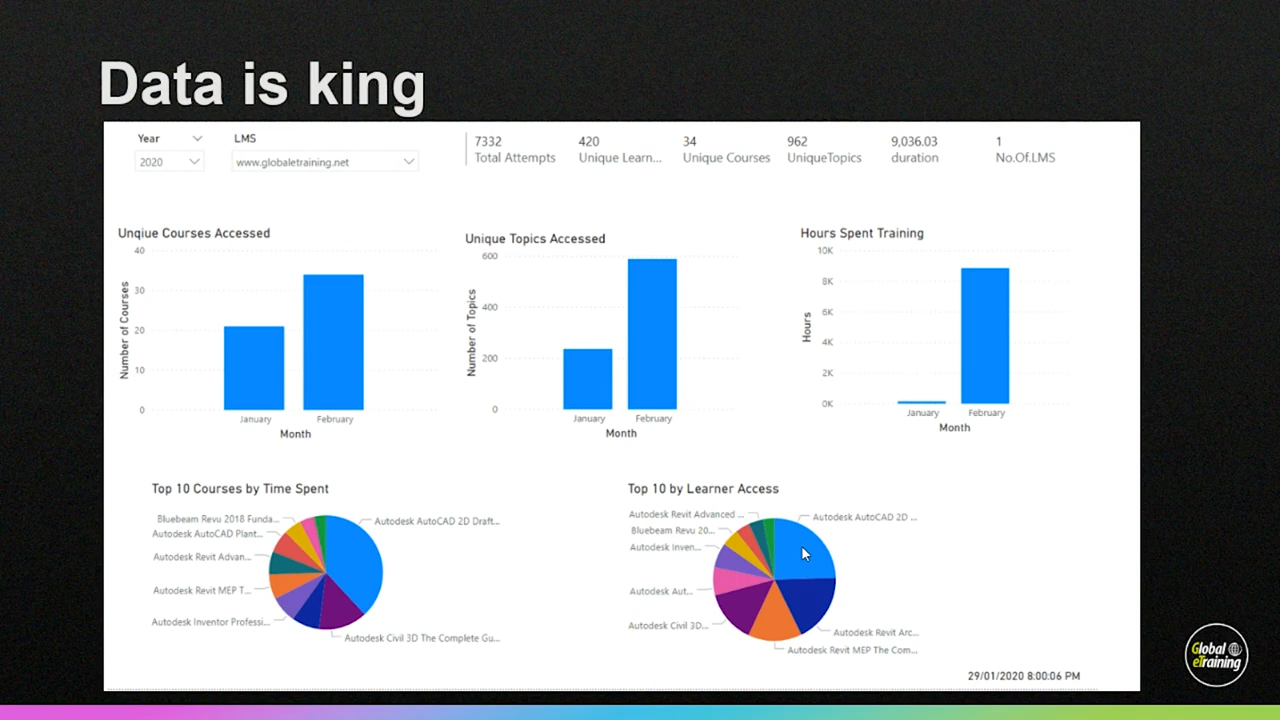 Data is king
Year
LMS
2020
www.globaletraining.net
7332
Total Attempts
420
Unique Learn...
34
Unique Courses
962
UniqueTopics
9,036.03
duration
1
No.Of.LMS
Unqiue Courses Accessed
Number of Courses
40
30
20
10
0
January
February
Month
Unique Topics Accessed
Number of Topics
600
400
200
0
January
February
Month
Hours Spent Training
Hours
10K
8K
6K
4K
2K
0K
January
February
Month
Top 10 Courses by Time Spent
Bluebeam Revu 2018 Funda...
Autodesk AutoCAD Plant...
Autodesk Revit Advan...
Autodesk Revit MEP T...
Autodesk Inventor Professi...
Autodesk AutoCAD 2D Draft...
Autodesk Civil 3D The Complete Gu...
Top 10 by Learner Access
Autodesk Revit Advanced ...
Bluebeam Revu 20...
Autodesk Inven...
Autodesk Aut...
Autodesk Civil 3D...
Autodesk AutoCAD 2D ...
Autodesk Revit Arc...
Autodesk Revit MEP The Com...
29/01/2020 8:00:06 PM
Global
eTraining